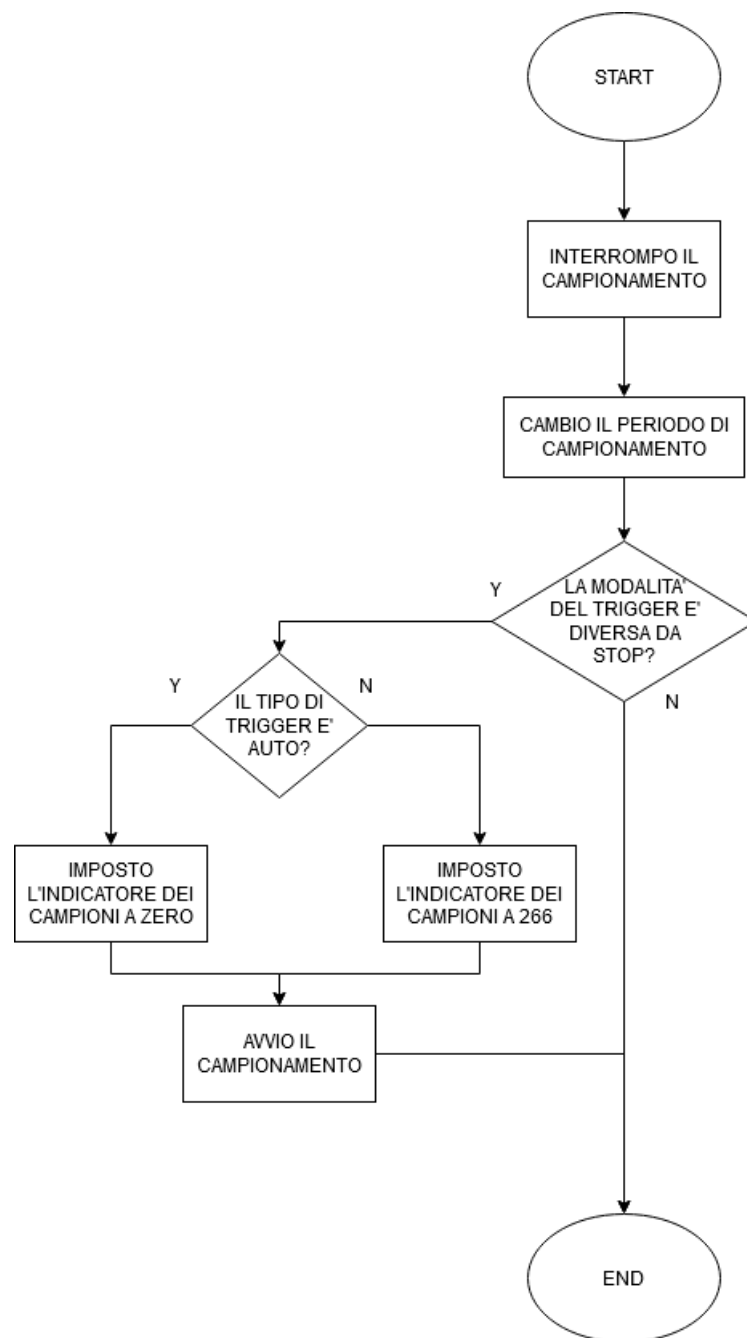 START
INTERROMPO IL
CAMPIONAMENTO
CAMBIO IL PERIODO DI
CAMPIONAMENTO
Y
LA MODALITA'
DEL TRIGGER E'
DIVERSA DA
STOP?
N
Y
IL TIPO DI
TRIGGER E'
AUTO?
N
IMPOSTO
L'INDICATORE DEI
CAMPIONI A ZERO
IMPOSTO
L'INDICATORE DEI
CAMPIONI A 266
AVVIO IL
CAMPIONAMENTO
END